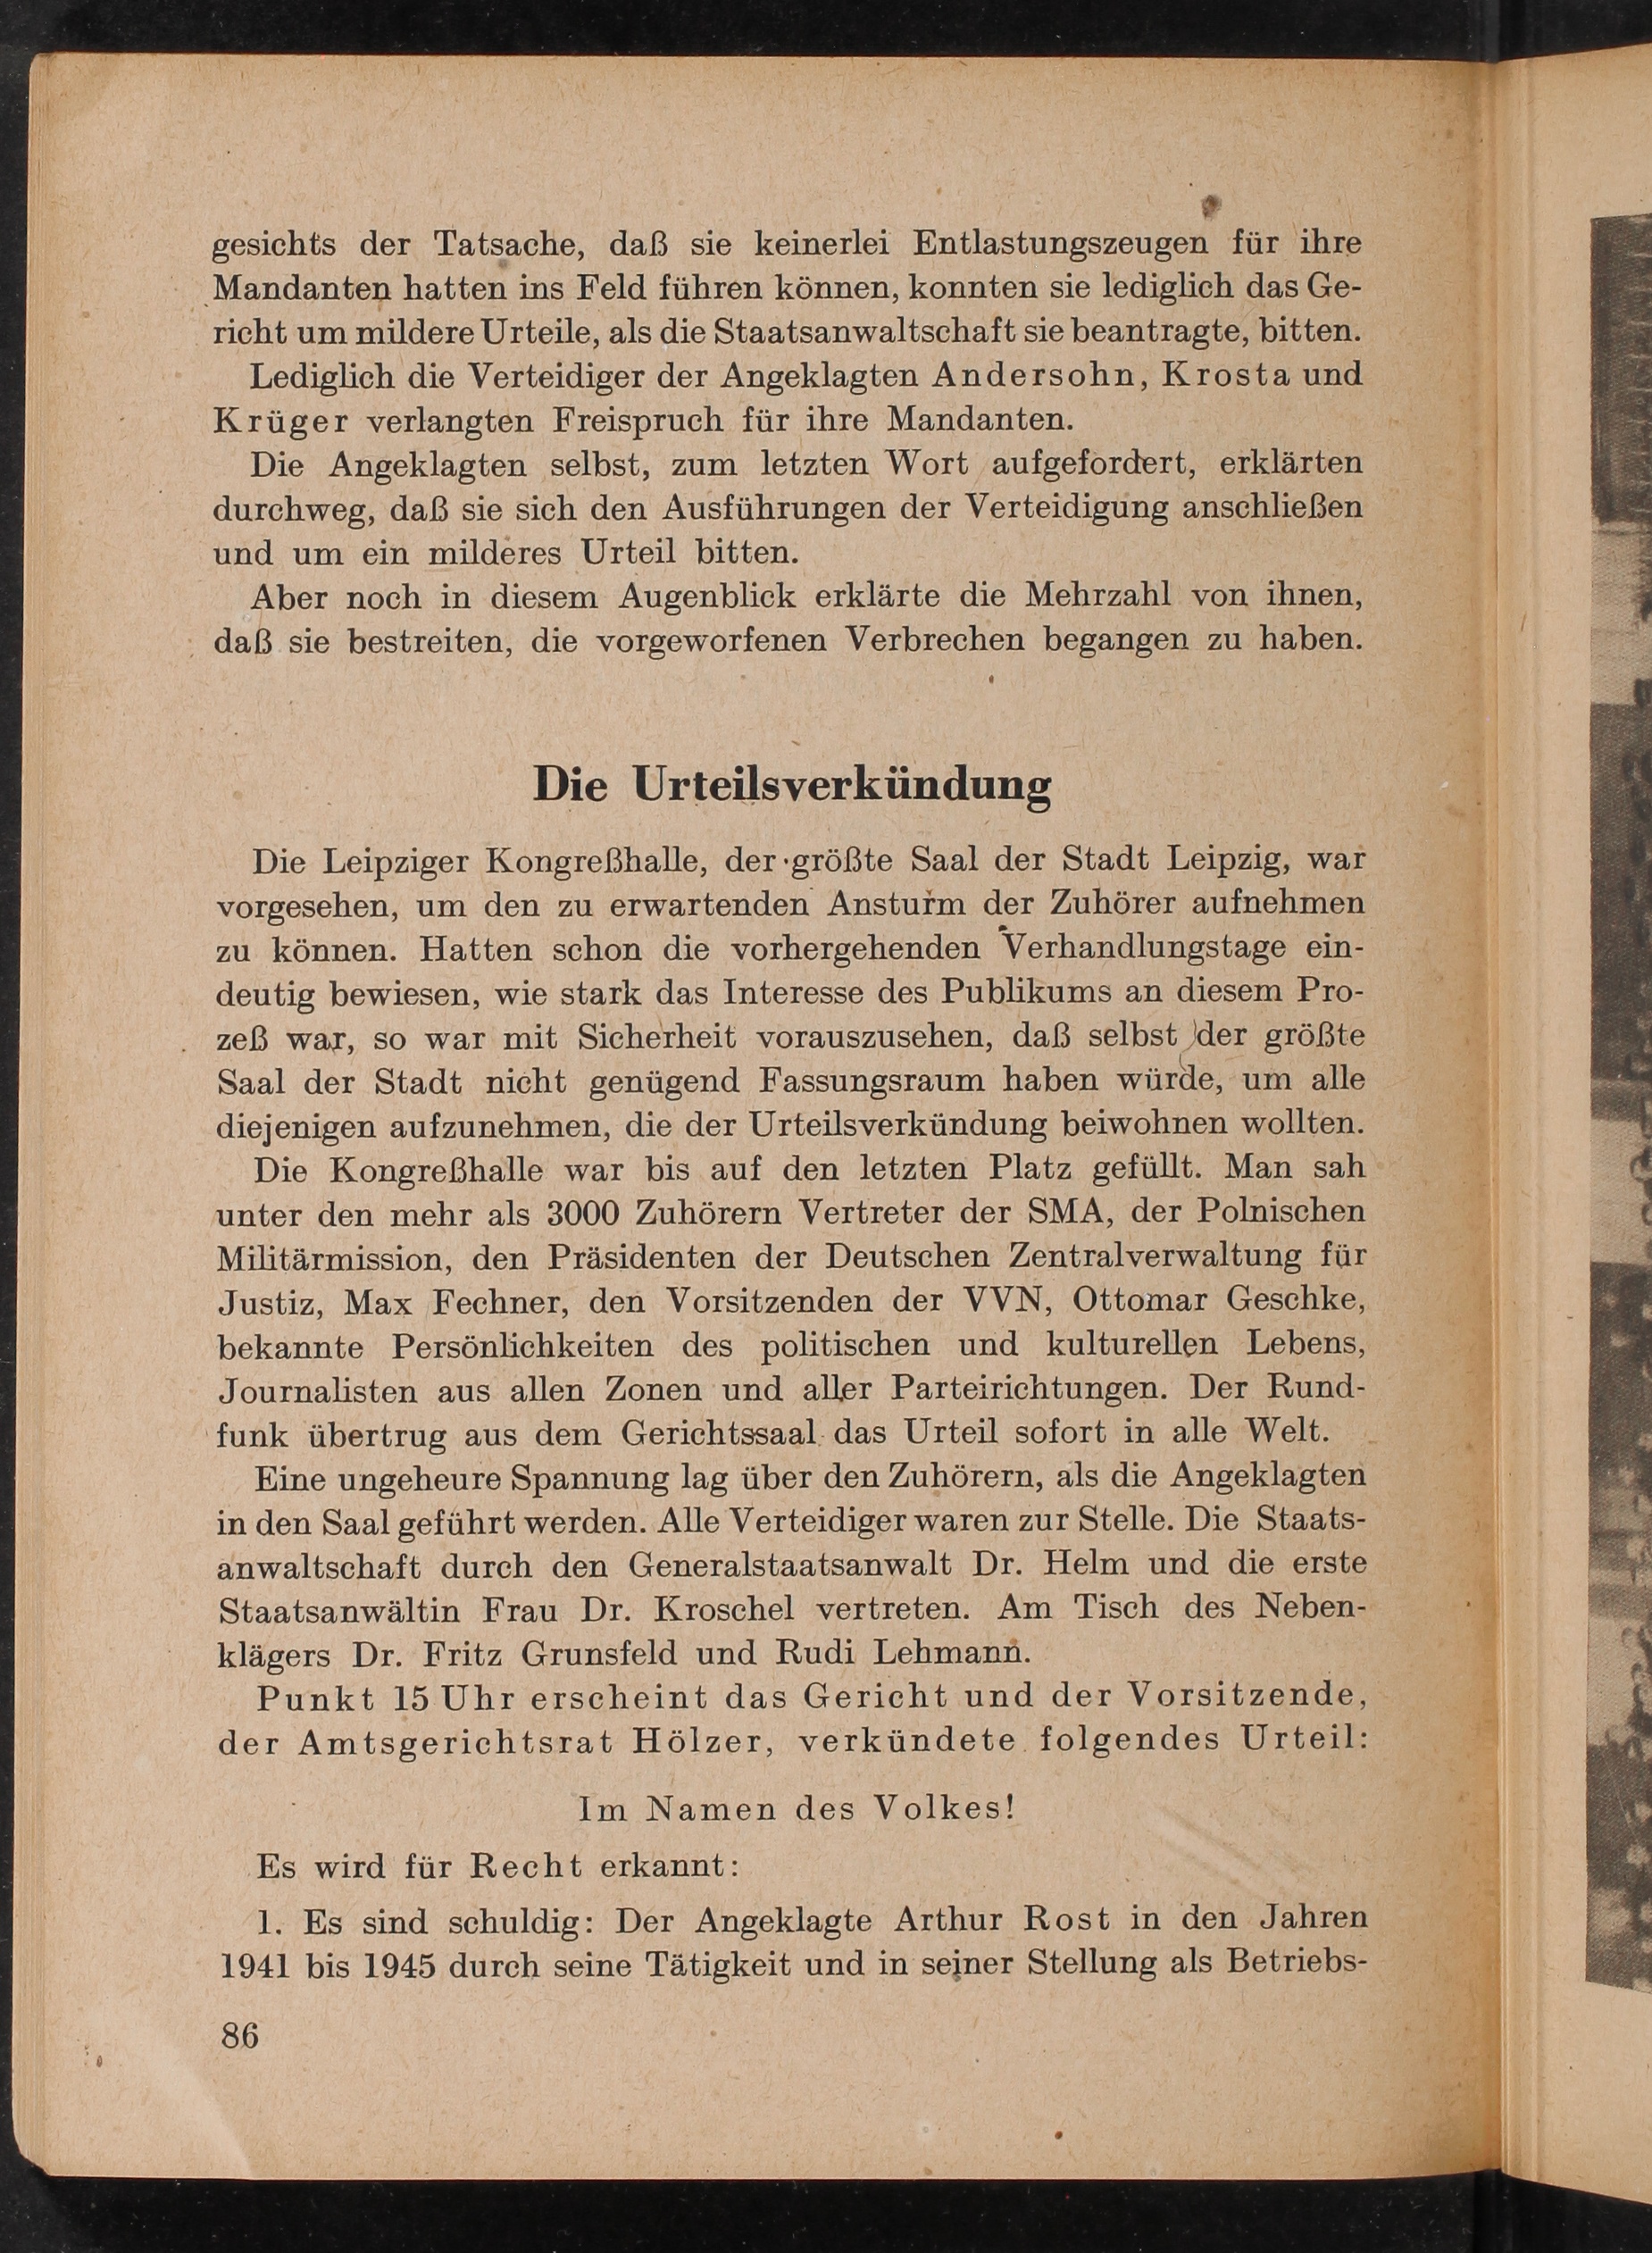 gesichts der Tatsache, daß sie keinerlei Entlastungszeugen für ihre
Mandanten hatten ins Feld führen können, konnten sie lediglich das Ge-
richt um mildere Urteile, als die Staatsanwaltschaft sie beantragte, bitten.
Lediglich die Verteidiger der Angeklagten Andersohn, Krosta und
Krüger verlangten Freispruch für ihre Mandanten.
Die Angeklagten selbst, zum letzten Wort aufgefordert, erklärten
durchweg, daß sie sich den Ausführungen der Verteidigung anschließen
und um ein milderes Urteil bitten.
Aber noch in diesem Augenblick erklärte die Mehrzahl von ihnen,
daß sie bestreiten, die vorgeworfenen Verbrechen begangen zu haben.
Die Urteilsverkündung
Die Leipziger Kongreßhalle, der größte Saal der Stadt Leipzig, war
vorgesehen, um den zu erwartenden Ansturm der Zuhörer aufnehmen
zu können. Hatten schon die vorhergehenden Verhandlungstage ein-
deutig bewiesen, wie stark das Interesse des Publikums an diesem Pro-
zeß war, so war mit Sicherheit vorauszusehen, daß selbst der größte
Saal der Stadt nicht genügend Fassungsraum haben würde, um alle
diejenigen aufzunehmen, die der Urteilsverkündung beiwohnen wollten.
Die Kongreßhalle war bis auf den letzten Platz gefüllt. Man sah
unter den mehr als 3000 Zuhörern Vertreter der SMA, der Polnischen
Militärmission, den Präsidenten der Deutschen Zentralverwaltung für
Justiz, Max Fechner, den Vorsitzenden der VVN, Ottomar Geschke,
bekannte Persönlichkeiten des politischen und kulturellen Lebens,
Journalisten aus allen Zonen und aller Parteirichtungen. Der Rund-
funk übertrug aus dem Gerichtssaal das Urteil sofort in alle Welt.
Eine ungeheure Spannung lag über den Zuhörern, als die Angeklagten
in den Saal geführt werden. Alle Verteidiger waren zur Stelle. Die Staats-
anwaltschaft durch den Generalstaatsanwalt Dr. Helm und die erste
Staatsanwältin Frau Dr. Kroschel vertreten. Am Tisch des Neben-
klägers Dr. Fritz Grunsfeld und Rudi Lehmann.
Punkt 15 Uhr erscheint das Gericht und der Vorsitzende,
der Amtsgerichtsrat Hölzer, verkündete folgendes Urteil:
Im Namen des Volkes!
Es wird für Recht erkannt:
1. Es sind schuldig: Der Angeklagte Arthur Rost in den Jahren
1941 bis 1945 durch seine Tätigkeit und in seiner Stellung als Betriebs-
86